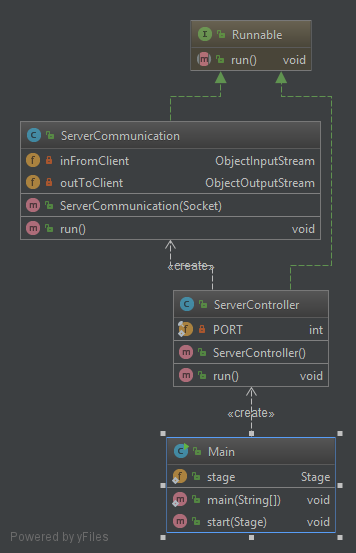 Runnable
run() void
ServerCommunication
inFromClient ObjectInputStream
outToClient ObjectOutputStream
ServerCommunication(Socket)
run() void
«create»
ServerController
PORT int
ServerController()
run() void
«create»
Main
stage Stage
main(String[]) void
start(Stage) void
Powered by yFiles